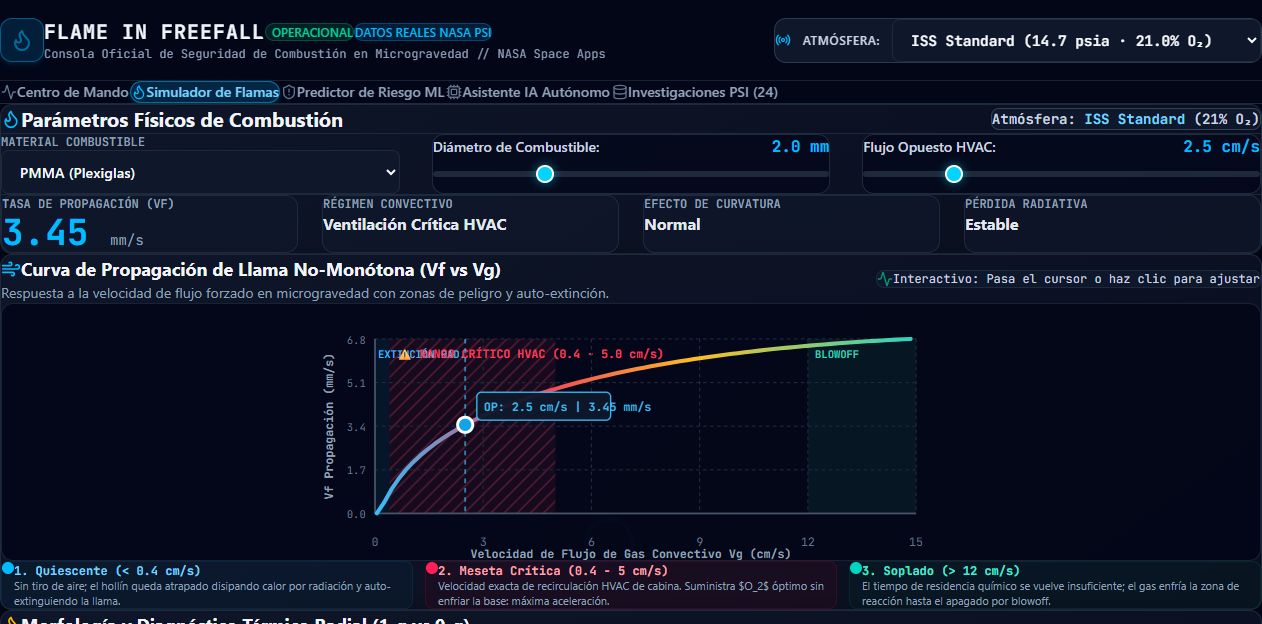 FLAME IN FREEFALL OPERACIONAL DATOS REALES NASA PSI
Consola Oficial de Seguridad de Combustión en Microgravedad // NASA Space Apps
ATMÓSFERA: ISS Standard (14.7 psia · 21.0% O₂)
Centro de Mando Simulador de Flamas Predictor de Riesgo ML Asistente IA Autónomo Investigaciones PSI (24)
Parámetros Físicos de Combustión
Atmósfera: ISS Standard (21% O₂)
MATERIAL COMBUSTIBLE
PMMA (Plexiglas)
Diámetro de Combustible: 2.0 mm
Flujo Opuesto HVAC: 2.5 cm/s
TASA DE PROPAGACIÓN (VF)
3.45 mm/s
RÉGIMEN CONVECTIVO
Ventilación Crítica HVAC
EFECTO DE CURVATURA
Normal
PÉRDIDA RADIATIVA
Estable
Curva de Propagación de Llama No-Monótona (Vf vs Vg)
Interactivo: Pasa el cursor o haz clic para ajustar
Respuesta a la velocidad de flujo forzado en microgravedad con zonas de peligro y auto-extinción.
6.8
5.1
3.4
1.7
0.0
Vf Propagación (mm/s)
EXTINCIÓN RAD.
CRÍTICO HVAC (0.4 - 5.0 cm/s)
BLOWOFF
OP: 2.5 cm/s | 3.45 mm/s
0 3 6 9 12 15
Velocidad de Flujo de Gas Convectivo Vg (cm/s)
1. Quiescente (< 0.4 cm/s)
Sin tiro de aire; el hollín queda atrapado disipando calor por radiación y auto-
extinguiendo la llama.
2. Meseta Crítica (0.4 - 5 cm/s)
Velocidad exacta de recirculación HVAC de cabina. Suministra $O_2$ óptimo sin
enfriar la base: máxima aceleración.
3. Soplado (> 12 cm/s)
El tiempo de residencia químico se vuelve insuficiente; el gas enfría la zona de
reacción hasta el apagado por blowoff.
Morfología y Diagnóstico Térmico Radial (1-g vs 0-g)